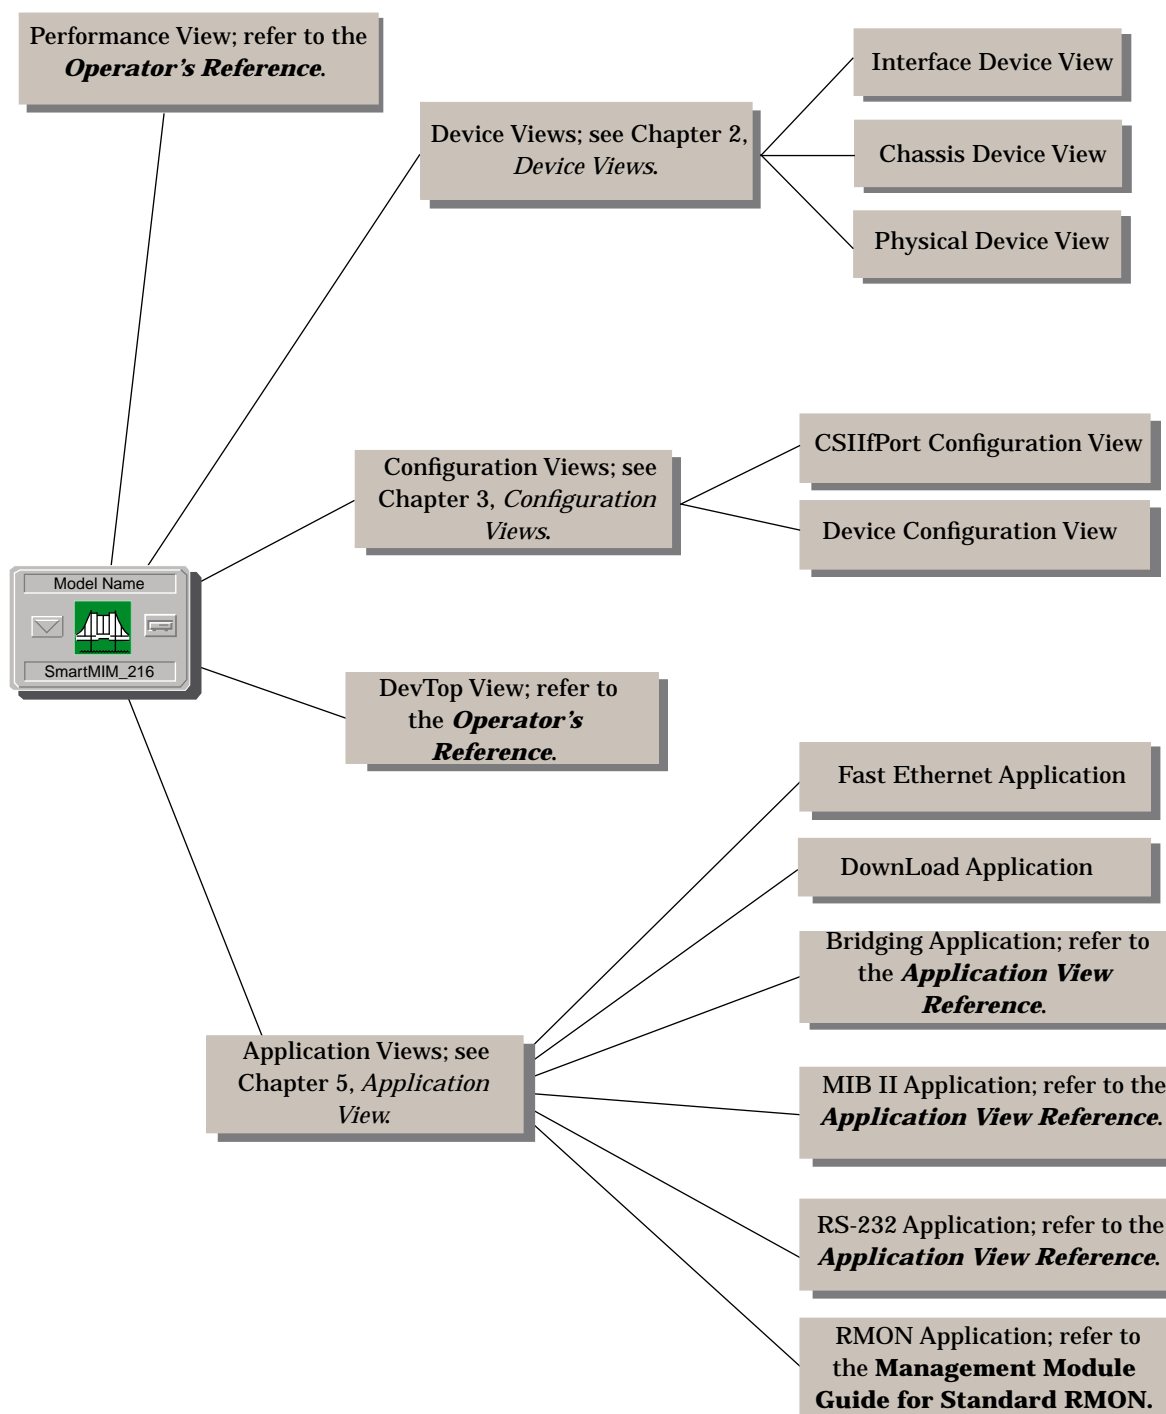 Performance View; refer to the
Operator's Reference.
Device Views; see Chapter 2,
Device Views.
Interface Device View
Chassis Device View
Physical Device View
Configuration Views; see
Chapter 3, Configuration
Views.
CSIIfPort Configuration View
Device Configuration View
Model Name
SmartMIM_216
DevTop View; refer to
the Operator's
Reference.
Application Views; see
Chapter 5, Application
View.
Fast Ethernet Application
DownLoad Application
Bridging Application; refer to
the Application View
Reference.
MIB II Application; refer to the
Application View Reference.
RS-232 Application; refer to the
Application View Reference.
RMON Application; refer to
the Management Module
Guide for Standard RMON.